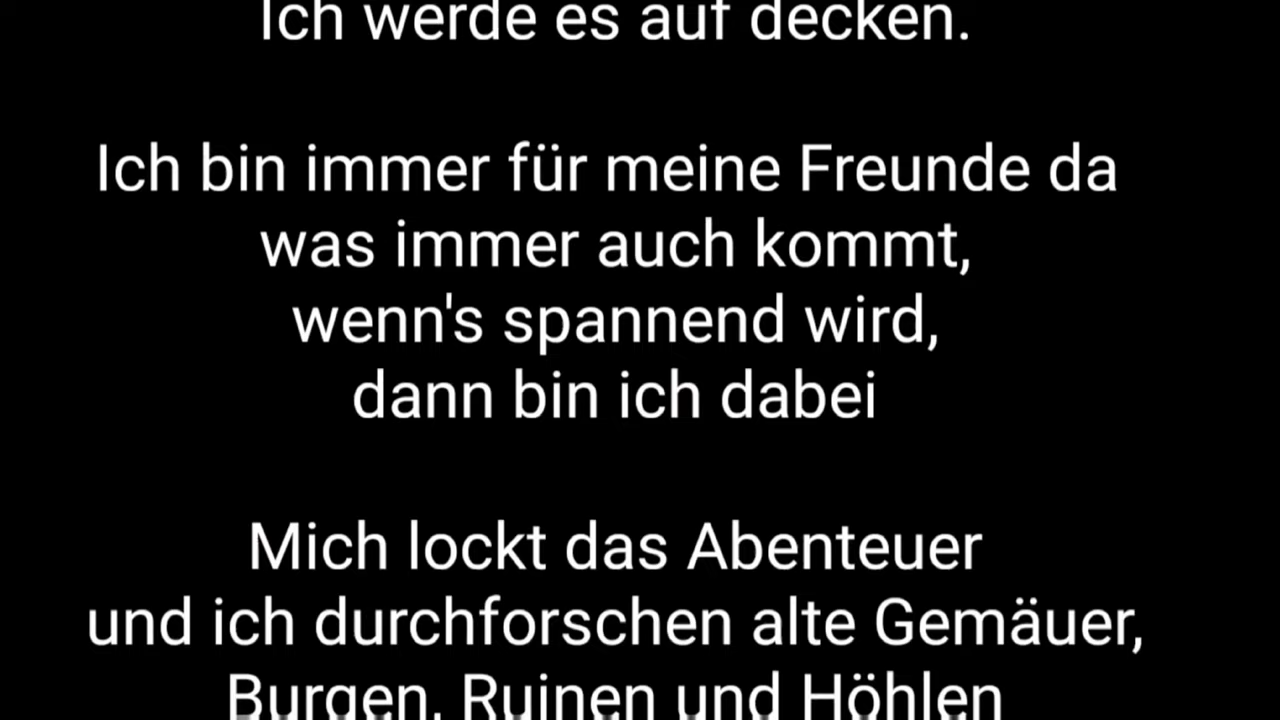 Ich werde es auf decken.
Ich bin immer für meine Freunde da
was immer auch kommt,
wenn's spannend wird,
dann bin ich dabei
Mich lockt das Abenteuer
und ich durchforschen alte Gemäuer,
Burgen, Ruinen und Höhlen